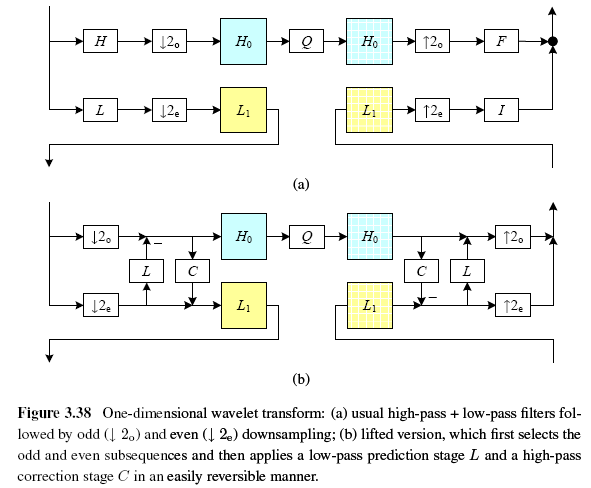 H ↓2ₒ H₀ Q H₀ ↑2ₒ F
L ↓2ₑ L₁ L₁ ↑2ₑ I
(a)
↓2ₒ – H₀ Q H₀ ↑2ₒ
L C C L
↓2ₑ L₁ L₁ – ↑2ₑ
(b)
Figure 3.38 One-dimensional wavelet transform: (a) usual high-pass + low-pass filters fol-
lowed by odd (↓ 2ₒ) and even (↓ 2ₑ) downsampling; (b) lifted version, which first selects the
odd and even subsequences and then applies a low-pass prediction stage L and a high-pass
correction stage C in an easily reversible manner.